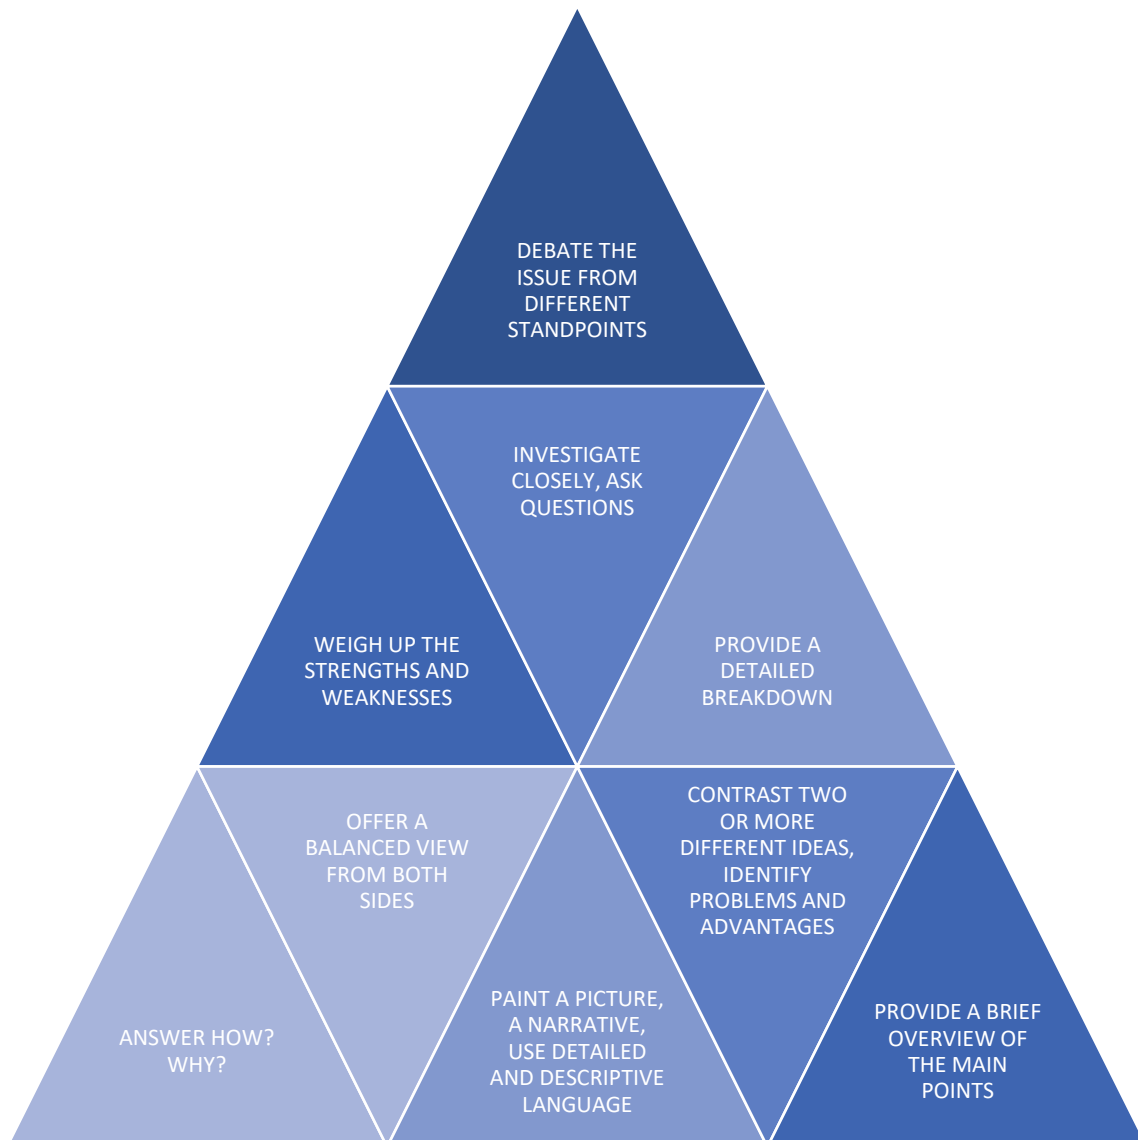 DEBATE THE
ISSUE FROM
DIFFERENT
STANDPOINTS
INVESTIGATE
CLOSELY, ASK
QUESTIONS
WEIGH UP THE
STRENGTHS AND
WEAKNESSES
PROVIDE A
DETAILED
BREAKDOWN
OFFER A
BALANCED VIEW
FROM BOTH
SIDES
CONTRAST TWO
OR MORE
DIFFERENT IDEAS,
IDENTIFY
PROBLEMS AND
ADVANTAGES
ANSWER HOW?
WHY?
PAINT A PICTURE,
A NARRATIVE,
USE DETAILED
AND DESCRIPTIVE
LANGUAGE
PROVIDE A BRIEF
OVERVIEW OF
THE MAIN
POINTS